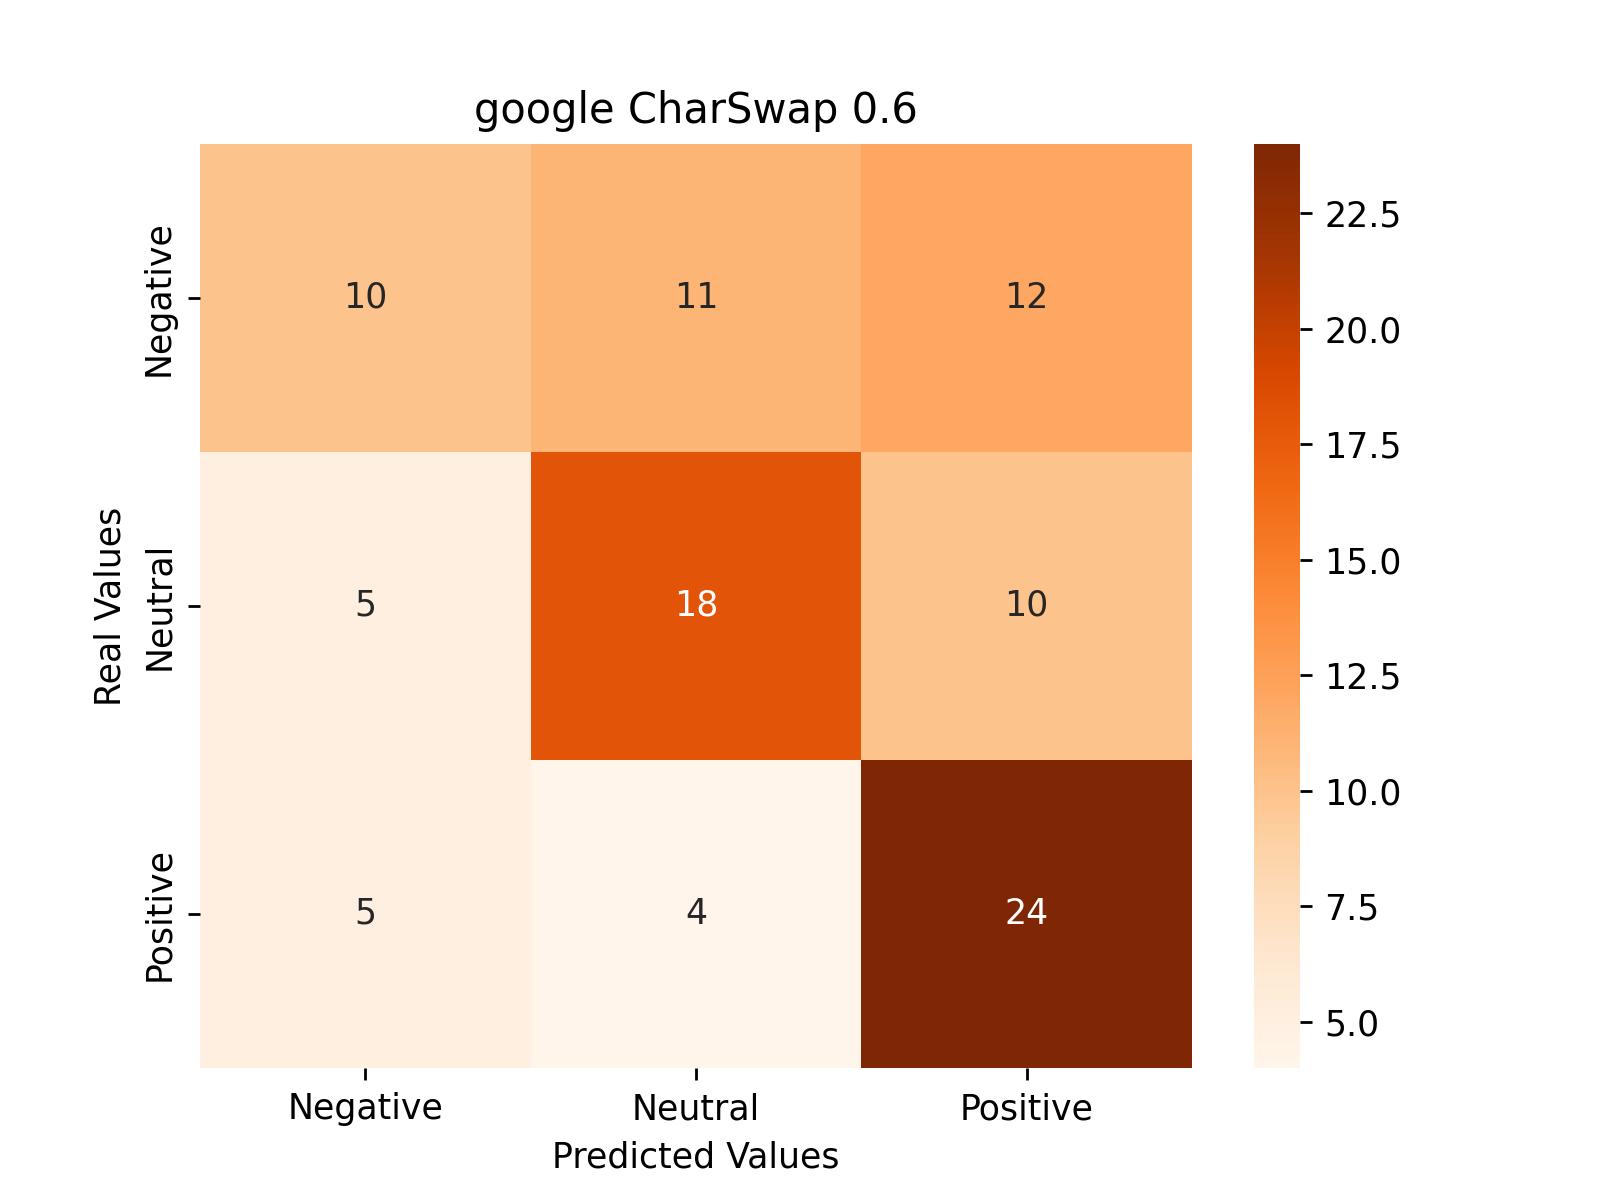 google CharSwap 0.6
Real Values
Negative
10 11 12
Neutral
5 18 10
Positive
5 4 24
Negative Neutral Positive
Predicted Values
22.5
20.0
17.5
15.0
12.5
10.0
7.5
5.0